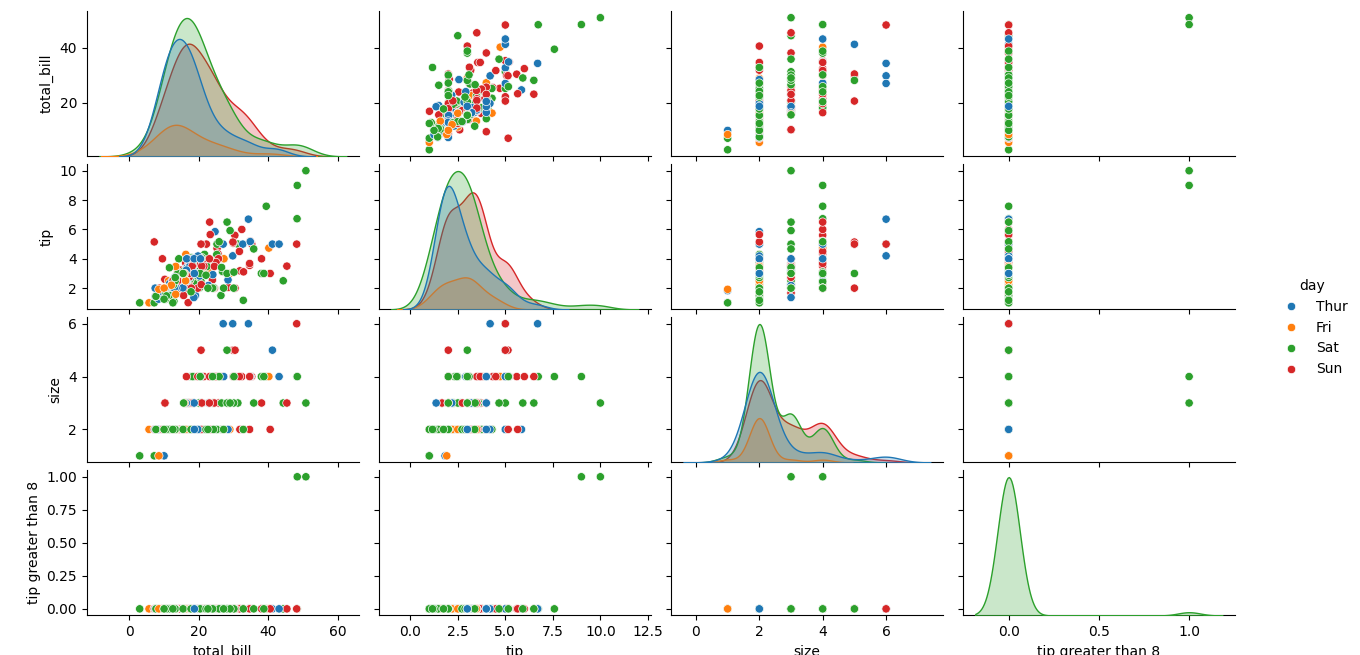 total_bill
40
20
tip
10
8
6
4
2
size
6
4
2
tip greater than 8
1.00
0.75
0.50
0.25
0.00
0 20 40 60
0.0 2.5 5.0 7.5 10.0 12.5
0 2 4 6
0.0 0.5 1.0
total_bill tip size tip greater than 8
day
Thur
Fri
Sat
Sun